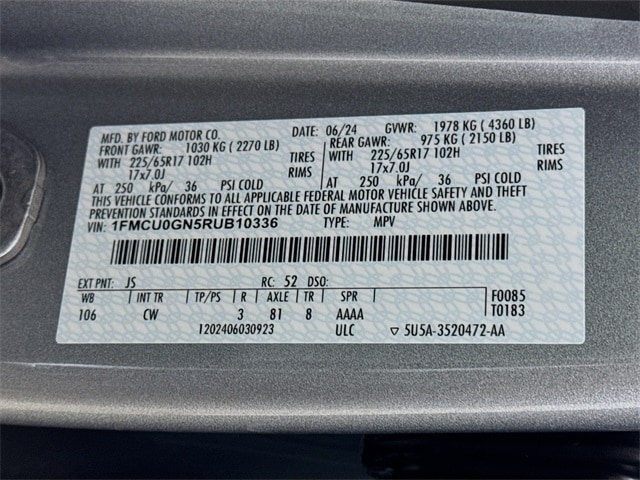 MFD. BY FORD MOTOR CO. DATE: 06/24 GVWR: 1978 KG ( 4360 LB)
FRONT GAWR: 1030 KG ( 2270 LB) REAR GAWR: 975 KG ( 2150 LB)
WITH 225/65R17 102H TIRES WITH 225/65R17 102H TIRES
17x7.0J RIMS 17x7.0J RIMS
AT 250 kPa/ 36 PSI COLD AT 250 kPa/ 36 PSI COLD
THIS VEHICLE CONFORMS TO ALL APPLICABLE FEDERAL MOTOR VEHICLE SAFETY AND THEFT
PREVENTION STANDARDS IN EFFECT ON THE DATE OF MANUFACTURE SHOWN ABOVE.
VIN: 1FMCU0GN5RUB10336 TYPE: MPV
EXT PNT: JS RC: 52 DSO:
WB INT TR TP/PS R AXLE TR SPR F0085
106 CW 3 81 8 AAAA T0183
1202406030923 ULC ▽ 5U5A-3520472-AA